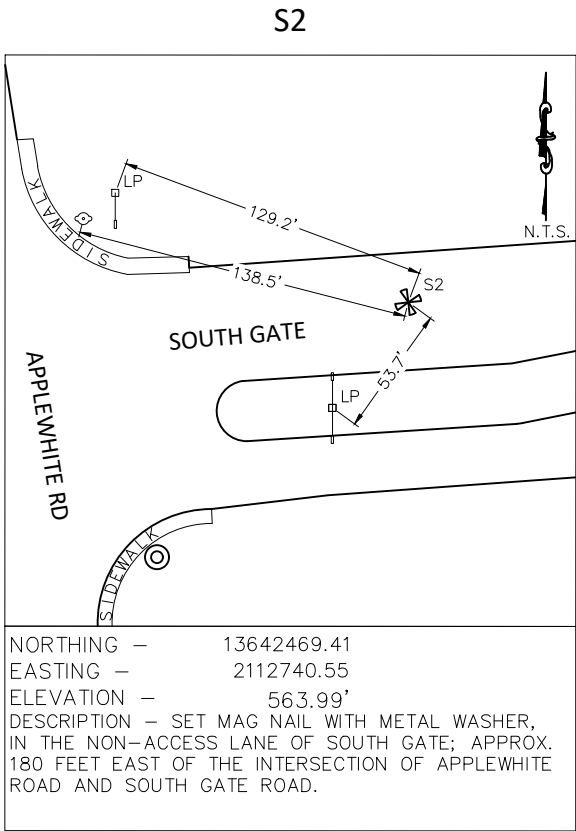 S2
LP
129.2'
N.T.S.
SIDEWALK
138.5'
S2
SOUTH GATE
53.7'
LP
APPLEWHITE RD
SIDEWALK
NORTHING – 13642469.41
EASTING – 2112740.55
ELEVATION – 563.99'
DESCRIPTION – SET MAG NAIL WITH METAL WASHER,
IN THE NON–ACCESS LANE OF SOUTH GATE; APPROX.
180 FEET EAST OF THE INTERSECTION OF APPLEWHITE
ROAD AND SOUTH GATE ROAD.